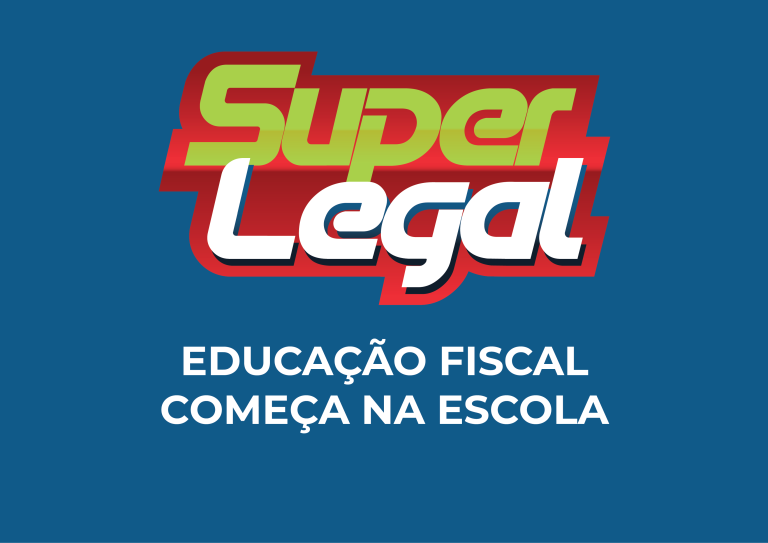 Super
Legal
EDUCAÇÃO FISCAL
COMEÇA NA ESCOLA